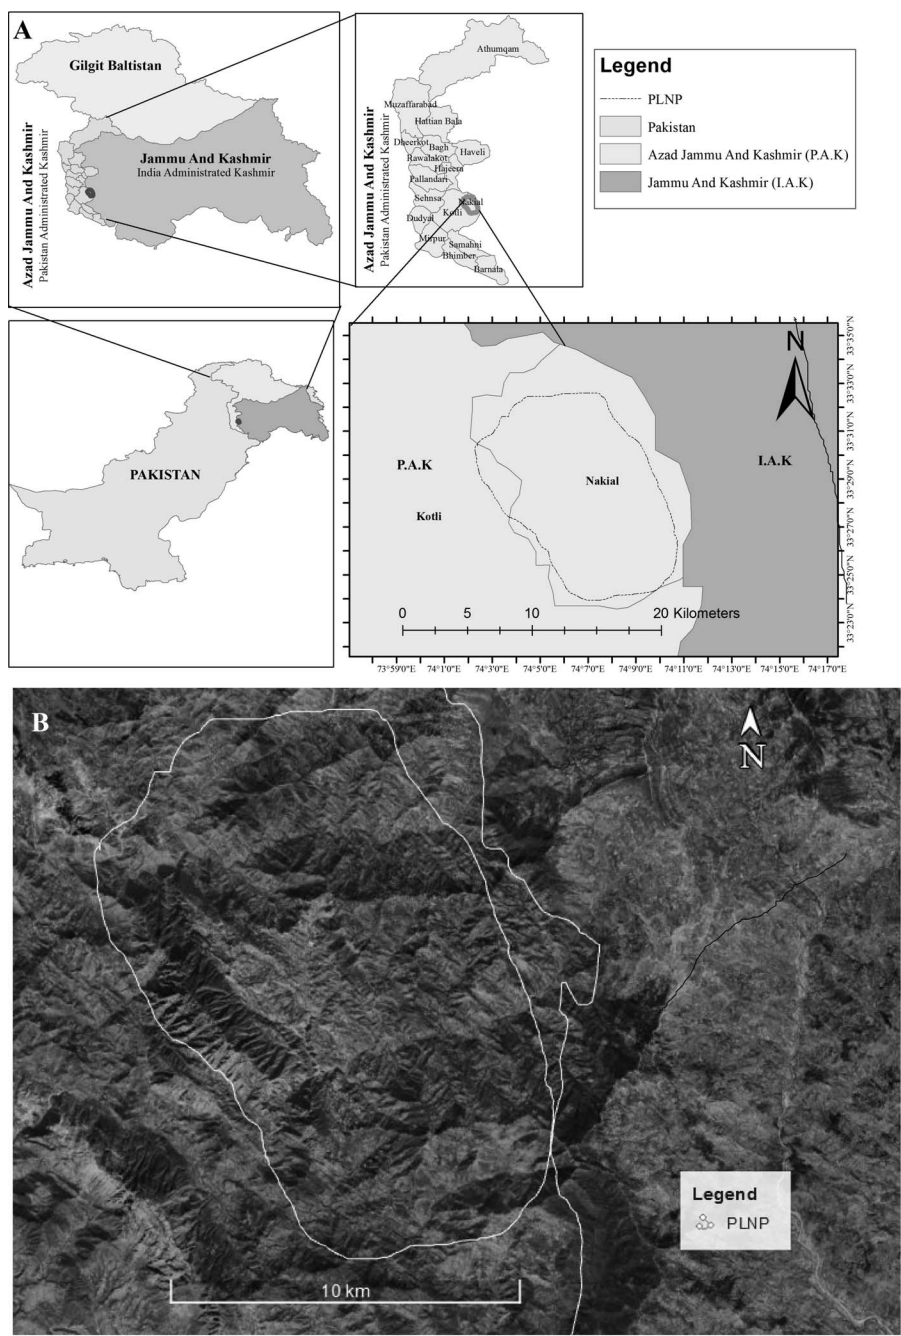 A
Gilgit Baltistan
Jammu And Kashmir
India Administrated Kashmir
Azad Jammu And Kashmir
Pakistan Administrated Kashmir
Azad Jammu And Kashmir
Pakistan Administrated Kashmir
Athumqam
Muzaffarabad
Hattian Bala
Dheerkot
Bagh
Haveli
Rawalakot
Hajeera
Pallandari
Sehnsa
Nakial
Kotli
Dudyal
Mirpur
Samahni
Bhimber
Barnala
Legend
PLNP
Pakistan
Azad Jammu And Kashmir (P.A.K)
Jammu And Kashmir (I.A.K)
PAKISTAN
N
P.A.K
I.A.K
Nakial
Kotli
0 5 10 20 Kilometers
33°35'0"N
33°33'0"N
33°31'0"N
33°29'0"N
33°27'0"N
33°25'0"N
33°23'0"N
73°59'0"E 74°1'0"E 74°3'0"E 74°5'0"E 74°7'0"E 74°9'0"E 74°11'0"E 74°13'0"E 74°15'0"E 74°17'0"E
B
N
Legend
PLNP
10 km